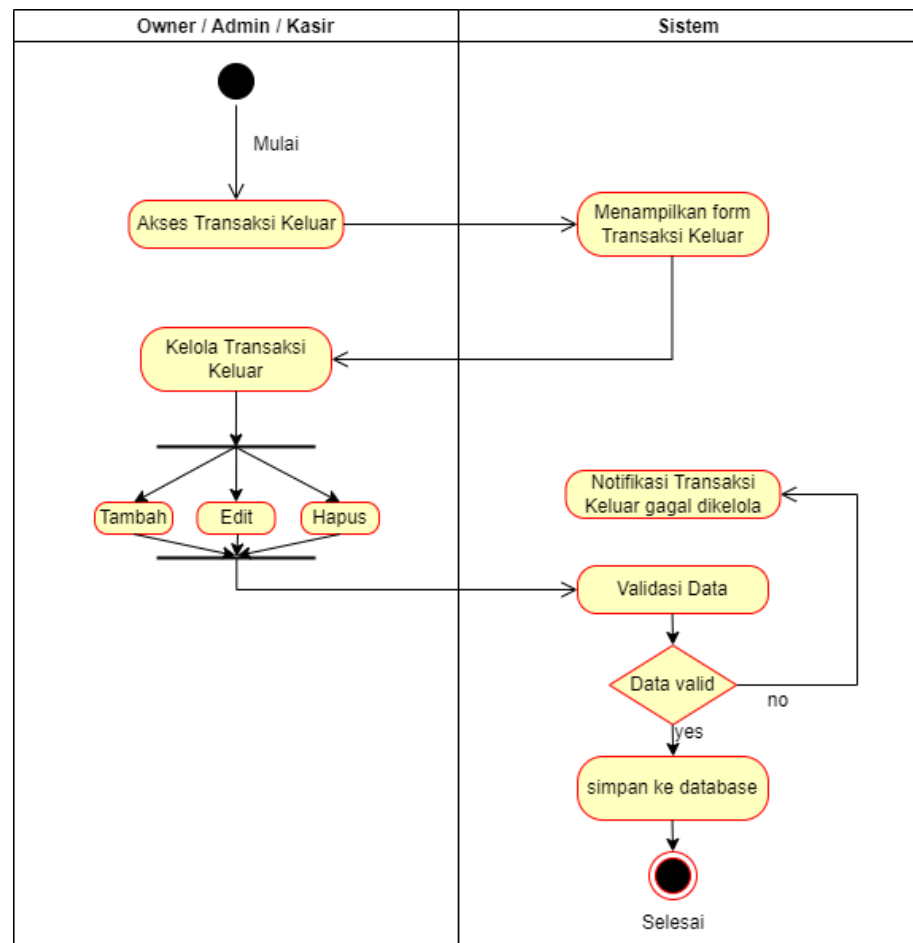 Owner / Admin / Kasir
Sistem
Mulai
Akses Transaksi Keluar
Menampilkan form
Transaksi Keluar
Kelola Transaksi
Keluar
Tambah
Edit
Hapus
Notifikasi Transaksi
Keluar gagal dikelola
Validasi Data
Data valid
no
yes
simpan ke database
Selesai